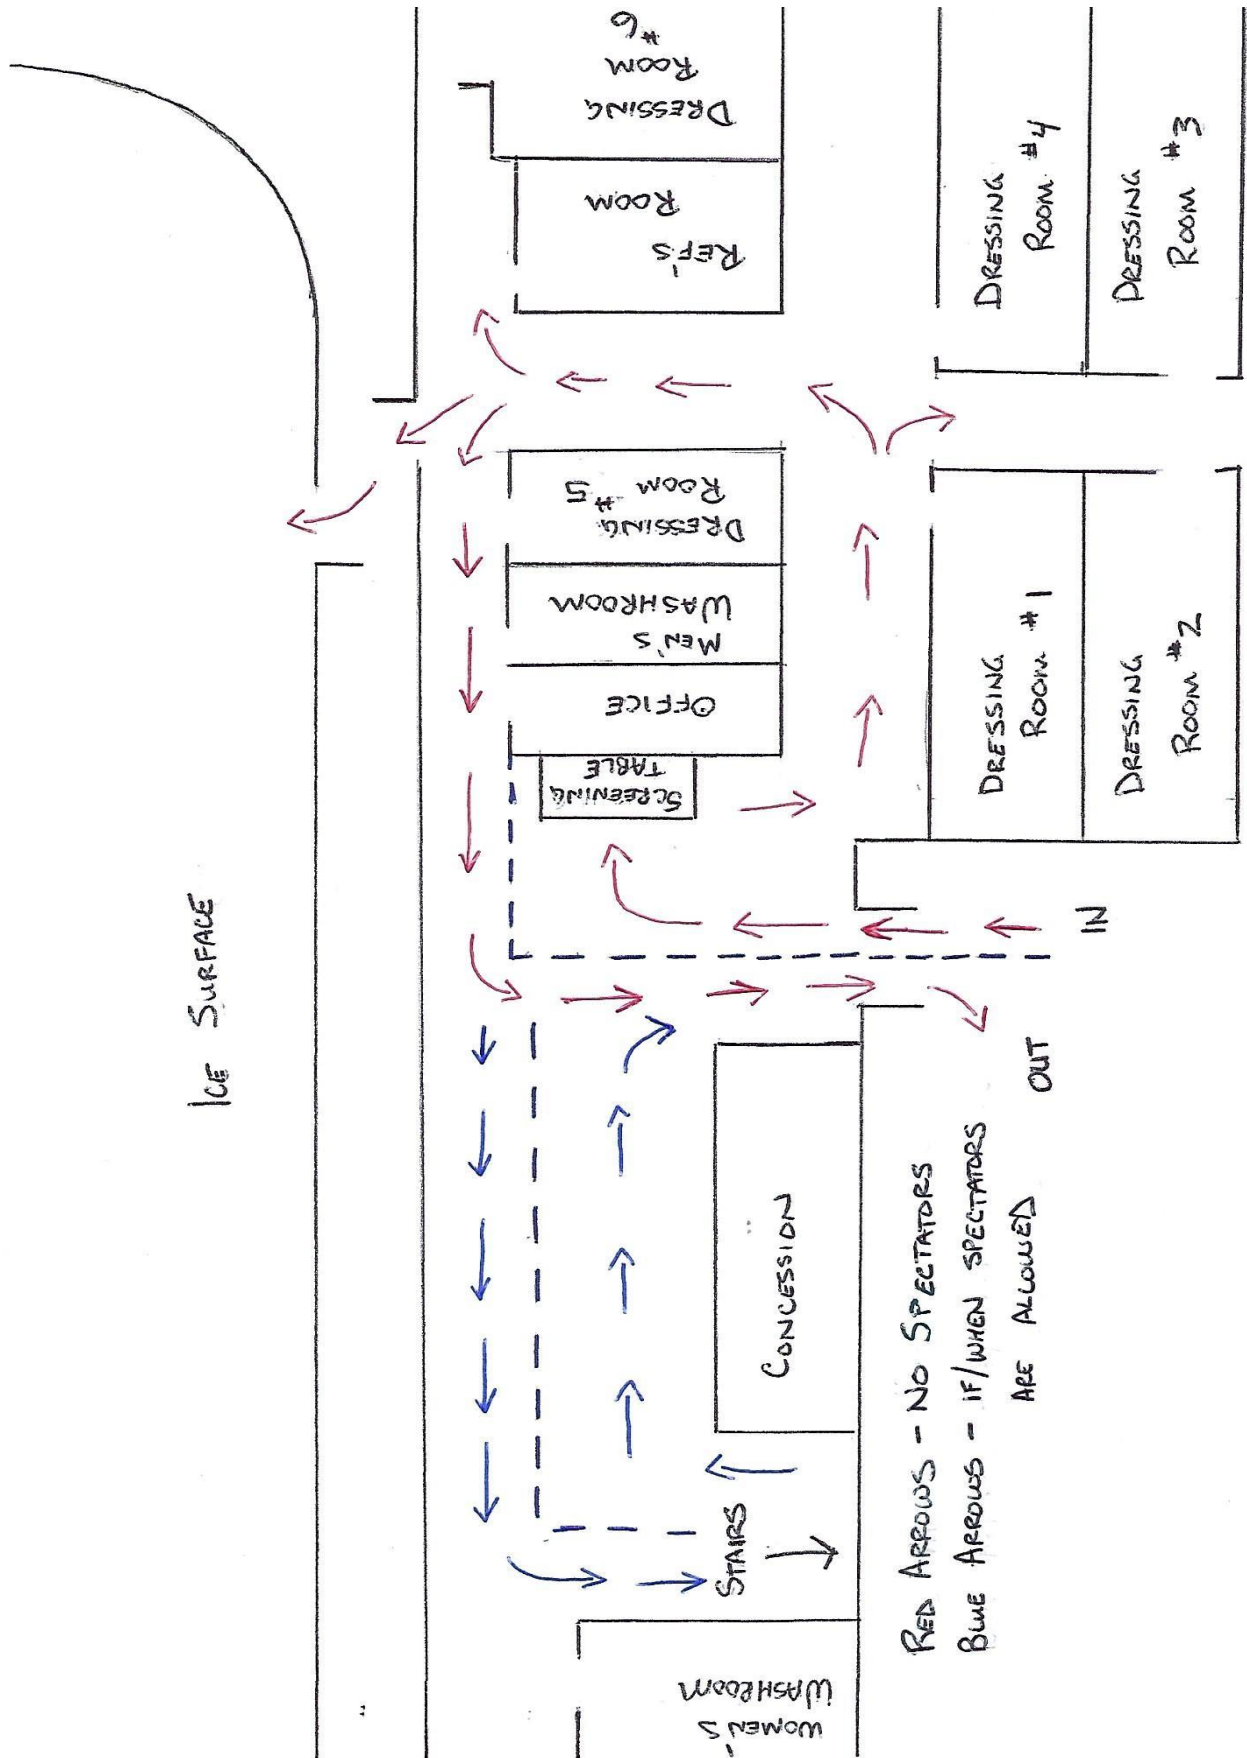 ICE SURFACE
DRESSING
ROOM
#6
REF'S
ROOM
DRESSING
ROOM #4
DRESSING
ROOM #3
DRESSING
ROOM #5
MEN'S
WASHROOM
OFFICE
SCREENING
TABLE
DRESSING
ROOM #1
DRESSING
ROOM #2
IN
OUT
CONCESSION
STAIRS
WOMEN'S
WASHROOM
RED ARROWS - NO SPECTATORS
BLUE ARROWS - IF/WHEN SPECTATORS
ARE ALLOWED